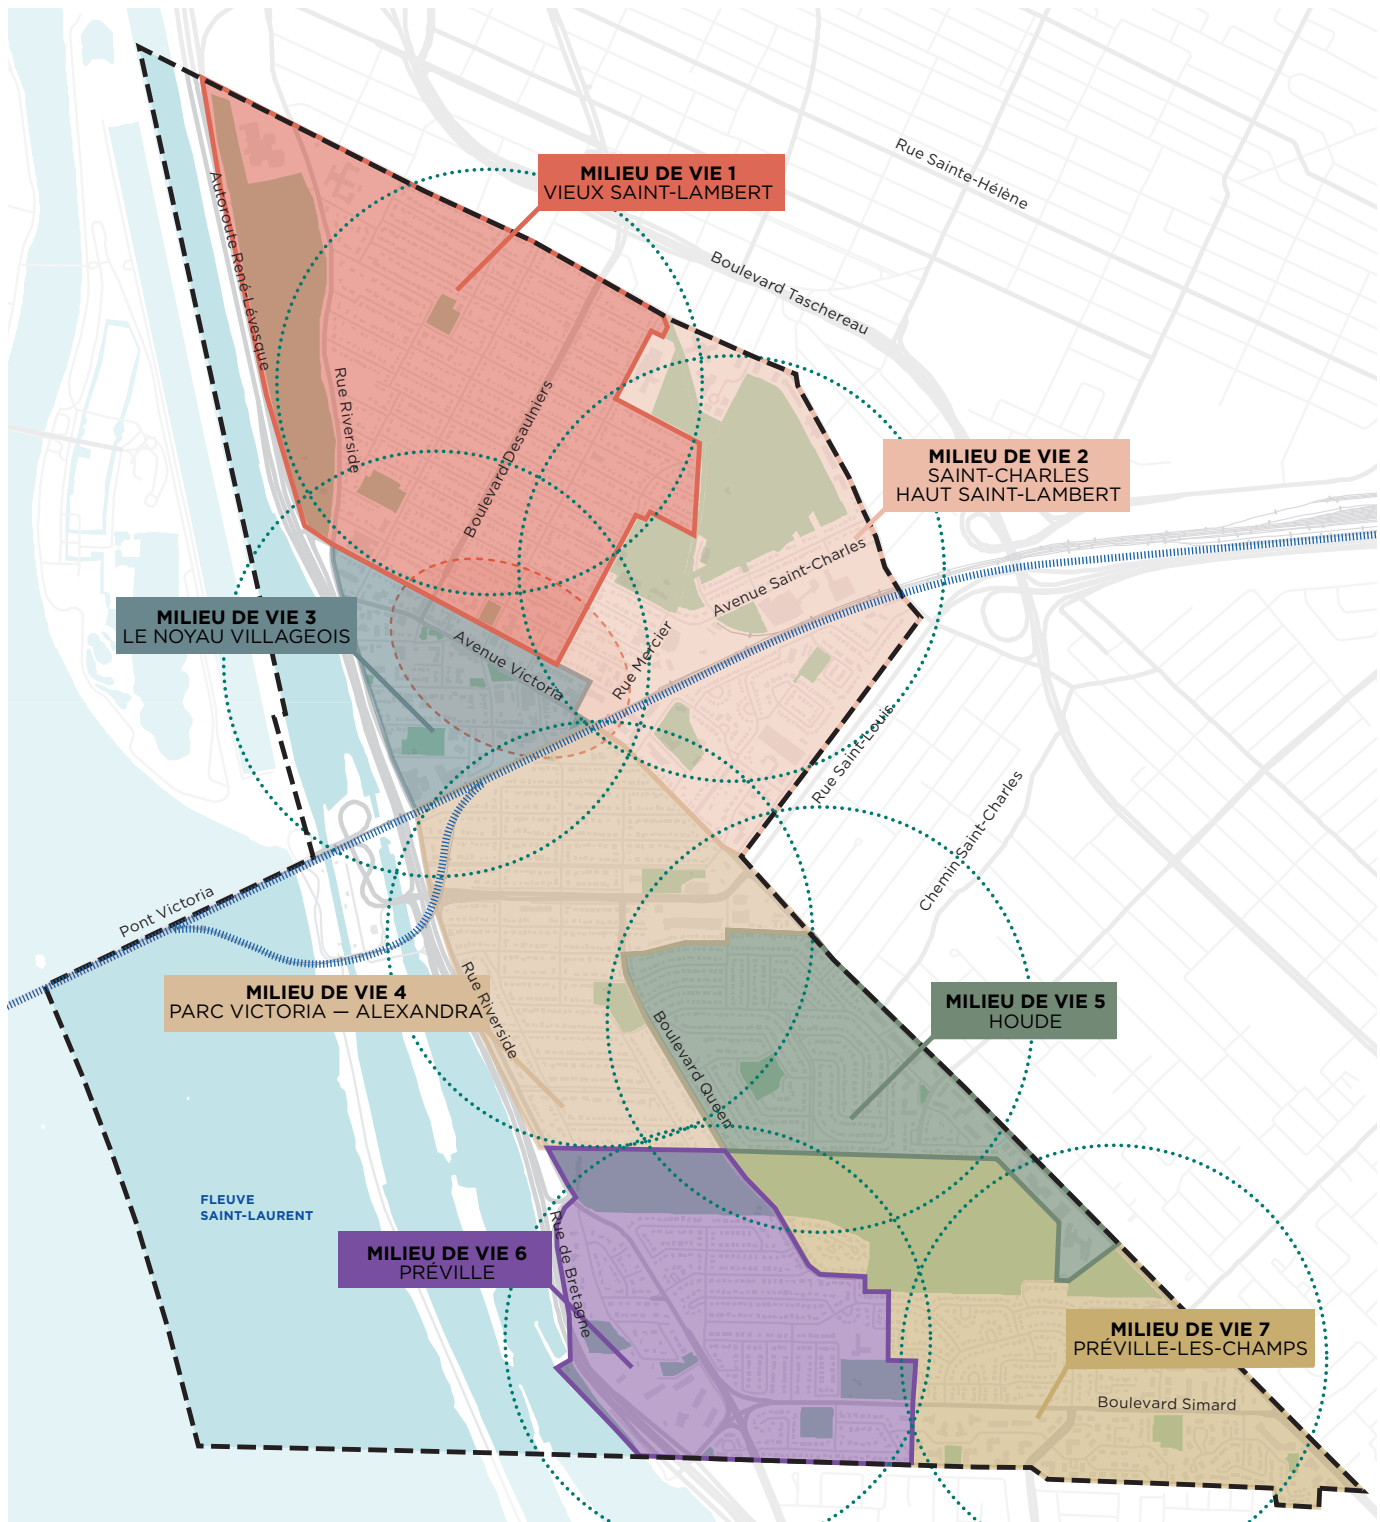 Rue Sainte-Hélène
MILIEU DE VIE 1
VIEUX SAINT-LAMBERT
Autoroute René-Lévesque
Boulevard Taschereau
Rue Riverside
Boulevard Desaulniers
MILIEU DE VIE 2
SAINT-CHARLES
HAUT SAINT-LAMBERT
Avenue Saint-Charles
MILIEU DE VIE 3
LE NOYAU VILLAGEOIS
Avenue Victoria
Rue Mercier
Rue Saint-Louis
Chemin Saint-Charles
Pont Victoria
MILIEU DE VIE 4
PARC VICTORIA — ALEXANDRA
Rue Riverside
MILIEU DE VIE 5
HOUDE
Boulevard Queen
FLEUVE
SAINT-LAURENT
MILIEU DE VIE 6
PRÉVILLE
Rue de Bretagne
MILIEU DE VIE 7
PRÉVILLE-LES-CHAMPS
Boulevard Simard